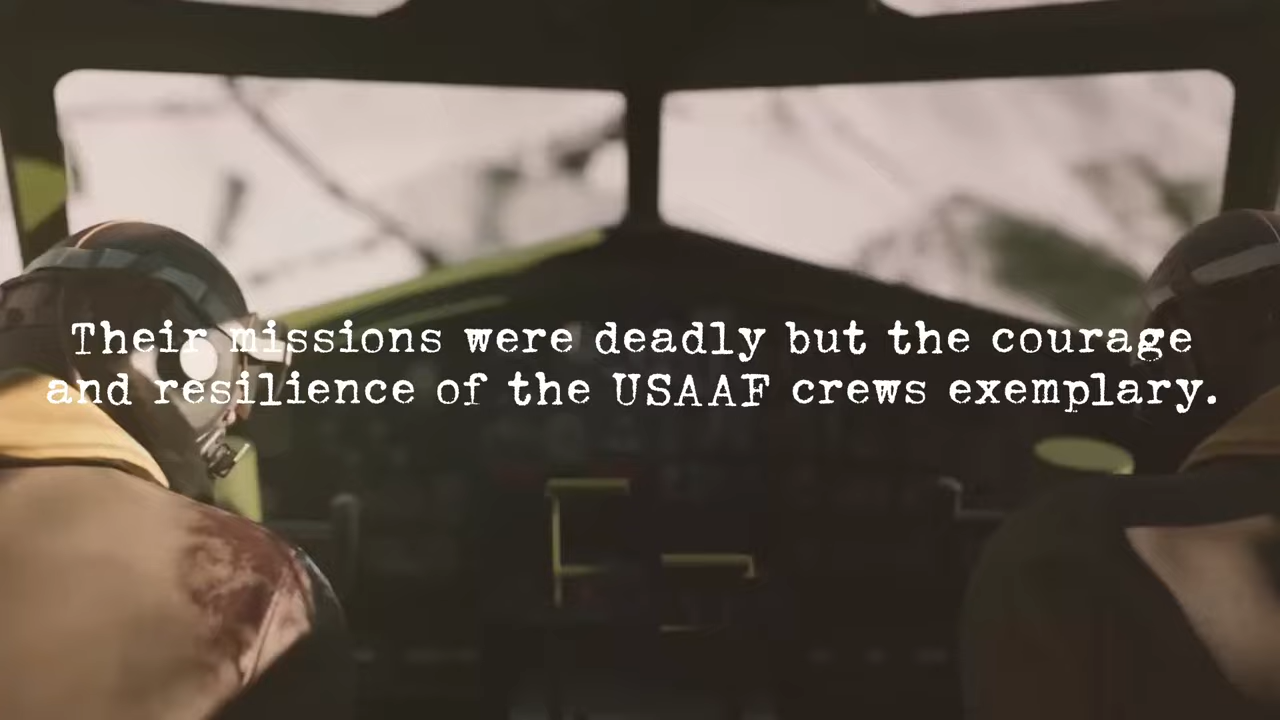 Their missions were deadly but the courage
and resilience of the USAAF crews exemplary.